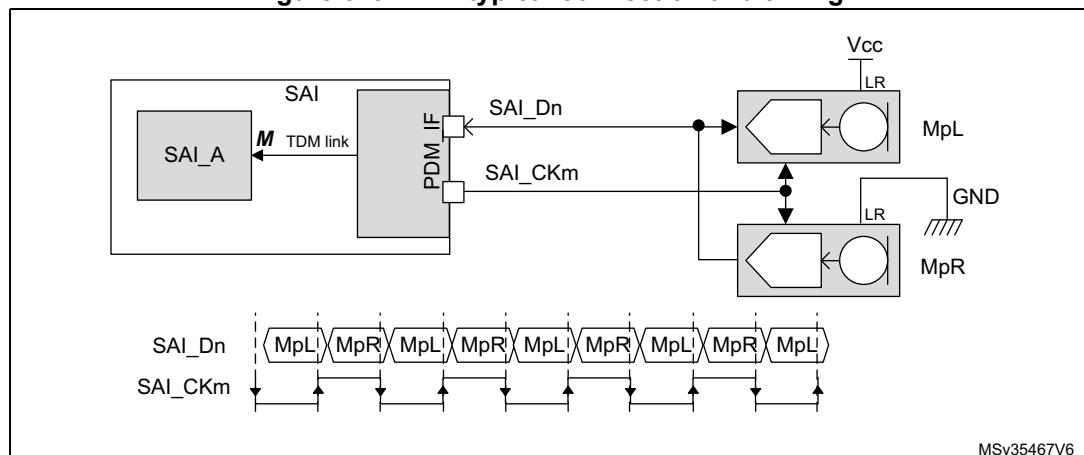 Vcc
LR
SAI
SAI_Dn
MpL
PDM_IF
SAI_A
M TDM link
SAI_CKm
GND
LR
MpR
SAI_Dn MpL MpR MpL MpR MpL MpR MpL MpR MpL
SAI_CKm
MSv35467V6